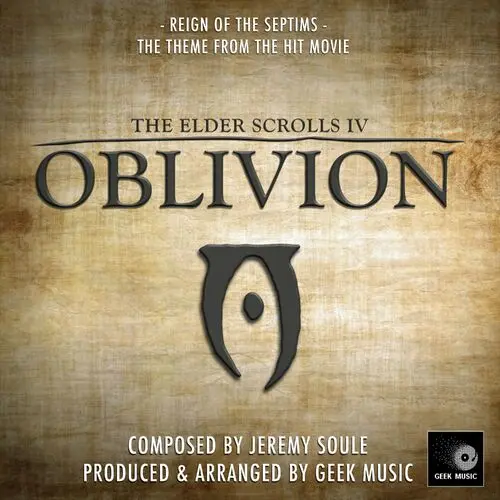 - REIGN OF THE SEPTIMS -
THE THEME FROM THE HIT MOVIE
THE ELDER SCROLLS IV
OBLIVION
COMPOSED BY JEREMY SOULE
PRODUCED & ARRANGED BY GEEK MUSIC
GEEK MUSIC